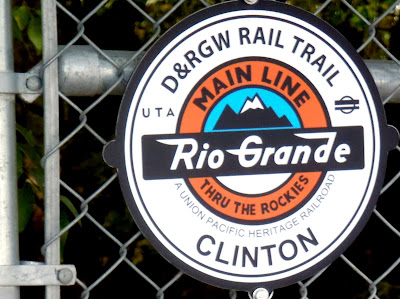 D&RGW RAIL TRAIL
MAIN LINE
UTA
Rio Grande
THRU THE ROCKIES
A UNION PACIFIC HERITAGE RAILROAD
CLINTON